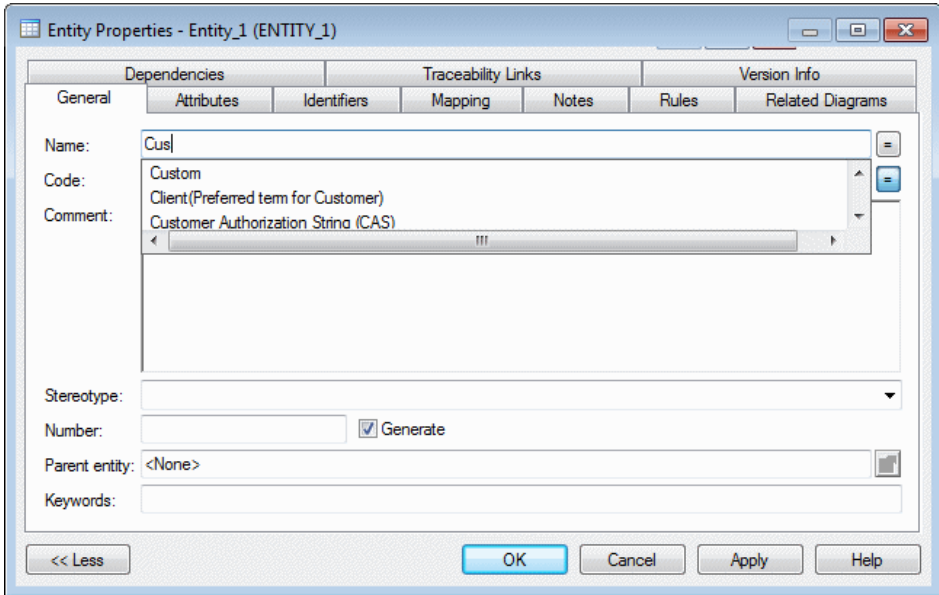 Entity Properties - Entity_1 (ENTITY_1)
Dependencies Traceability Links Version Info
General Attributes Identifiers Mapping Notes Rules Related Diagrams
Name: Cus =
Code: Custom =
Client(Preferred term for Customer)
Comment: Customer Authorization String (CAS)
Stereotype:
Number: Generate
Parent entity: <None>
Keywords:
<< Less OK Cancel Apply Help